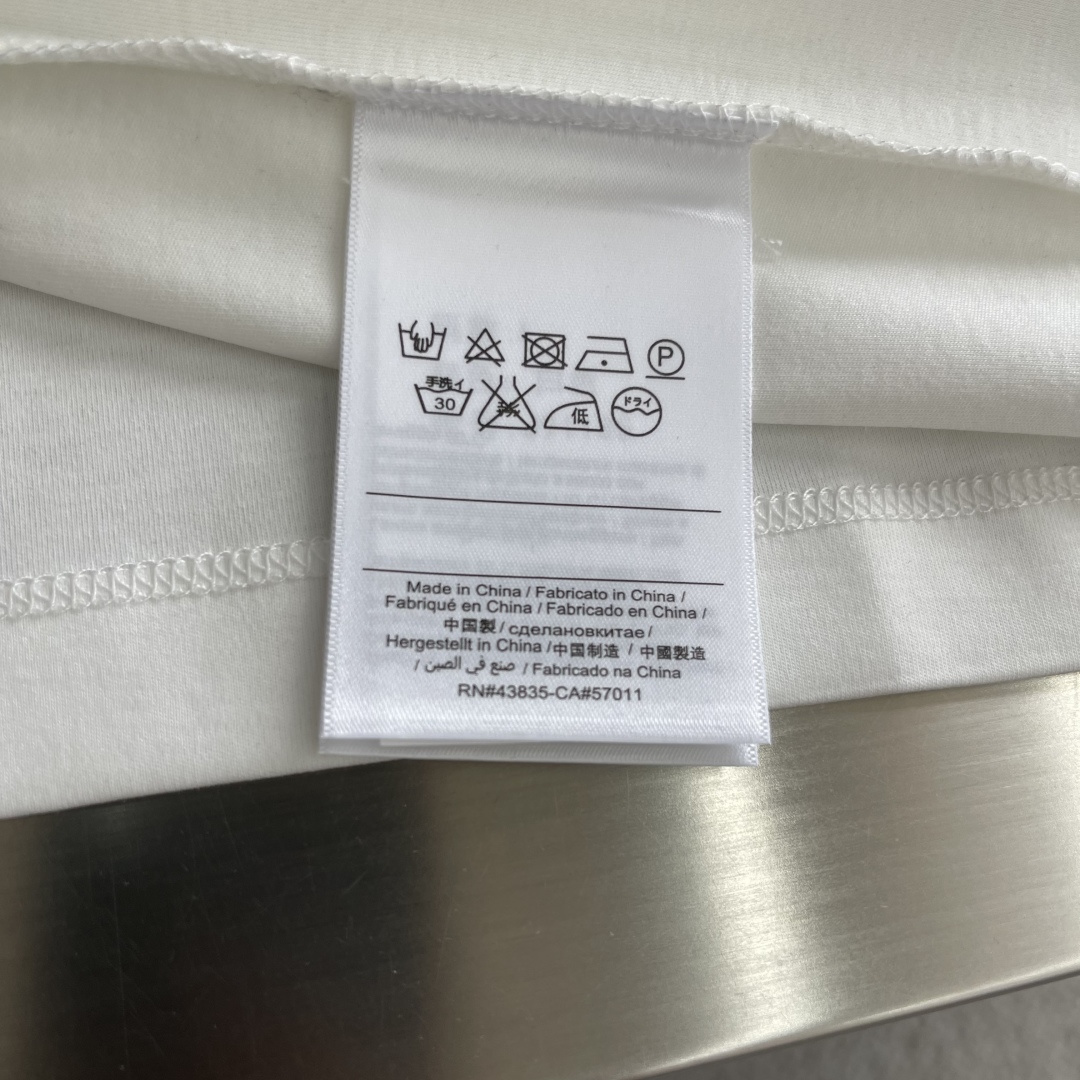 P
手洗イ
30
低
ドライ
Made in China / Fabricato in China /
Fabriqué en China / Fabricado en China /
中国製 / сделановкитае /
Hergestellt in China /中国制造 / 中國製造
/ صنع في الصين / Fabricado na China
RN#43835-CA#57011